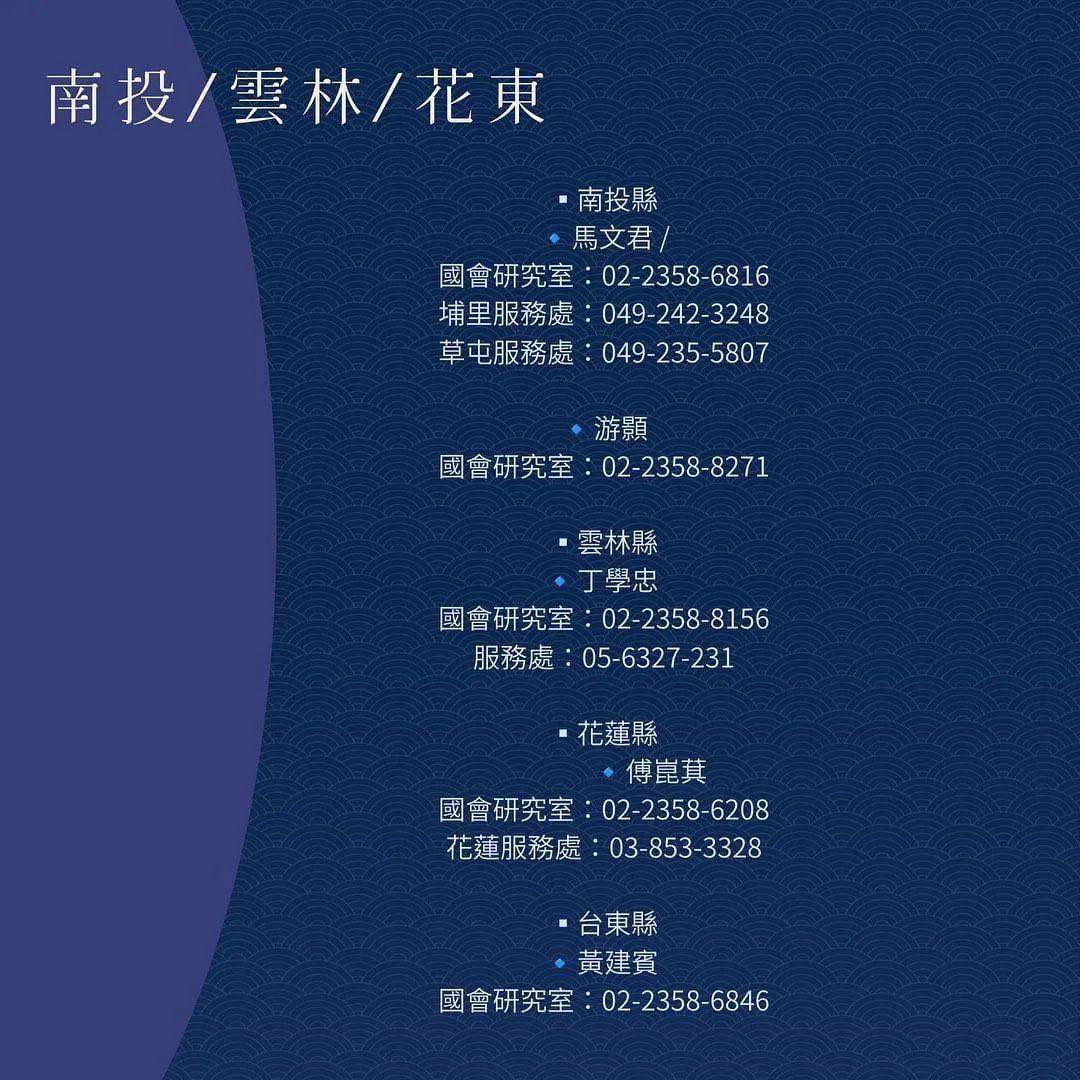 南投/雲林/花東
▪南投縣
🔹馬文君 /
國會研究室：02-2358-6816
埔里服務處：049-242-3248
草屯服務處：049-235-5807
🔹游顥
國會研究室：02-2358-8271
▪雲林縣
🔹丁學忠
國會研究室：02-2358-8156
服務處：05-6327-231
▪花蓮縣
🔹傅崑萁
國會研究室：02-2358-6208
花蓮服務處：03-853-3328
▪台東縣
🔹黃建賓
國會研究室：02-2358-6846